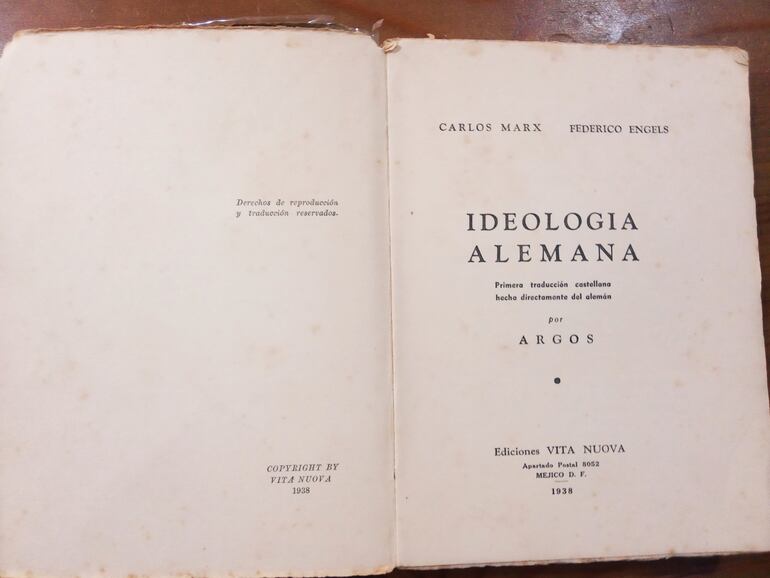 Derechos de reproducción
y traducción reservados.
COPYRIGHT BY
VITA NUOVA
1938
CARLOS MARX FEDERICO ENGELS
IDEOLOGIA
ALEMANA
Primera traducción castellana
hecha directamente del alemán
por
ARGOS
Ediciones VITA NUOVA
Apartado Postal 8052
MEJICO D. F.
1938